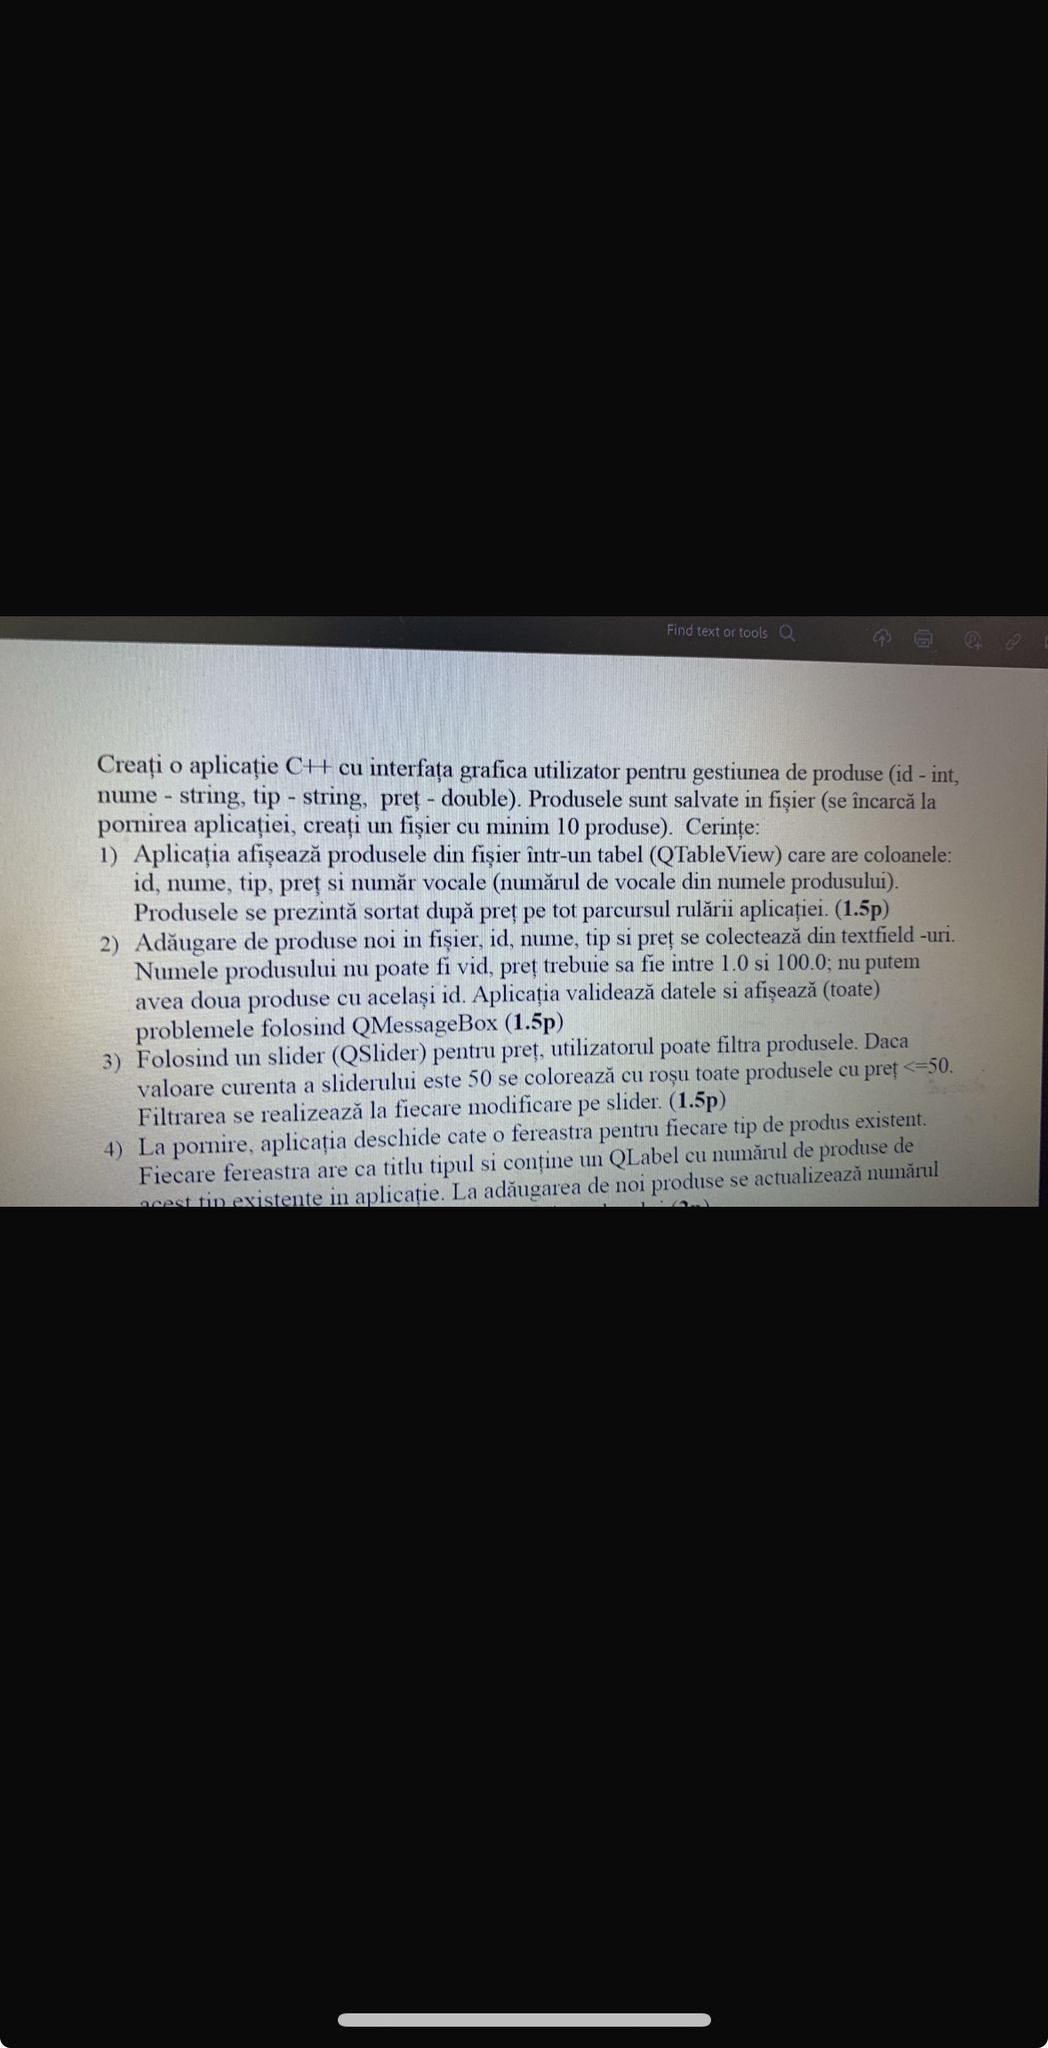 Find text or tools
Creați o aplicație C++ cu interfața grafica utilizator pentru gestiunea de produse (id - int,
nume - string, tip - string, preț - double). Produsele sunt salvate in fișier (se încarcă la
pornirea aplicației, creați un fișier cu minim 10 produse). Cerințe:
1) Aplicația afișează produsele din fișier într-un tabel (QTableView) care are coloanele:
id, nume, tip, preț si număr vocale (numărul de vocale din numele produsului).
Produsele se prezintă sortat după preț pe tot parcursul rulării aplicației. (1.5p)
2) Adăugare de produse noi in fișier, id, nume, tip si preț se colectează din textfield -uri.
Numele produsului nu poate fi vid, preț trebuie sa fie intre 1.0 si 100.0; nu putem
avea doua produse cu același id. Aplicația validează datele si afișează (toate)
problemele folosind QMessageBox (1.5p)
3) Folosind un slider (QSlider) pentru preț, utilizatorul poate filtra produsele. Daca
valoare curenta a sliderului este 50 se colorează cu roșu toate produsele cu preț <=50.
Filtrarea se realizează la fiecare modificare pe slider. (1.5p)
4) La pornire, aplicația deschide cate o fereastra pentru fiecare tip de produs existent.
Fiecare fereastra are ca titlu tipul si conține un QLabel cu numărul de produse de
acest tip existente in aplicație. La adăugarea de noi produse se actualizează numărul